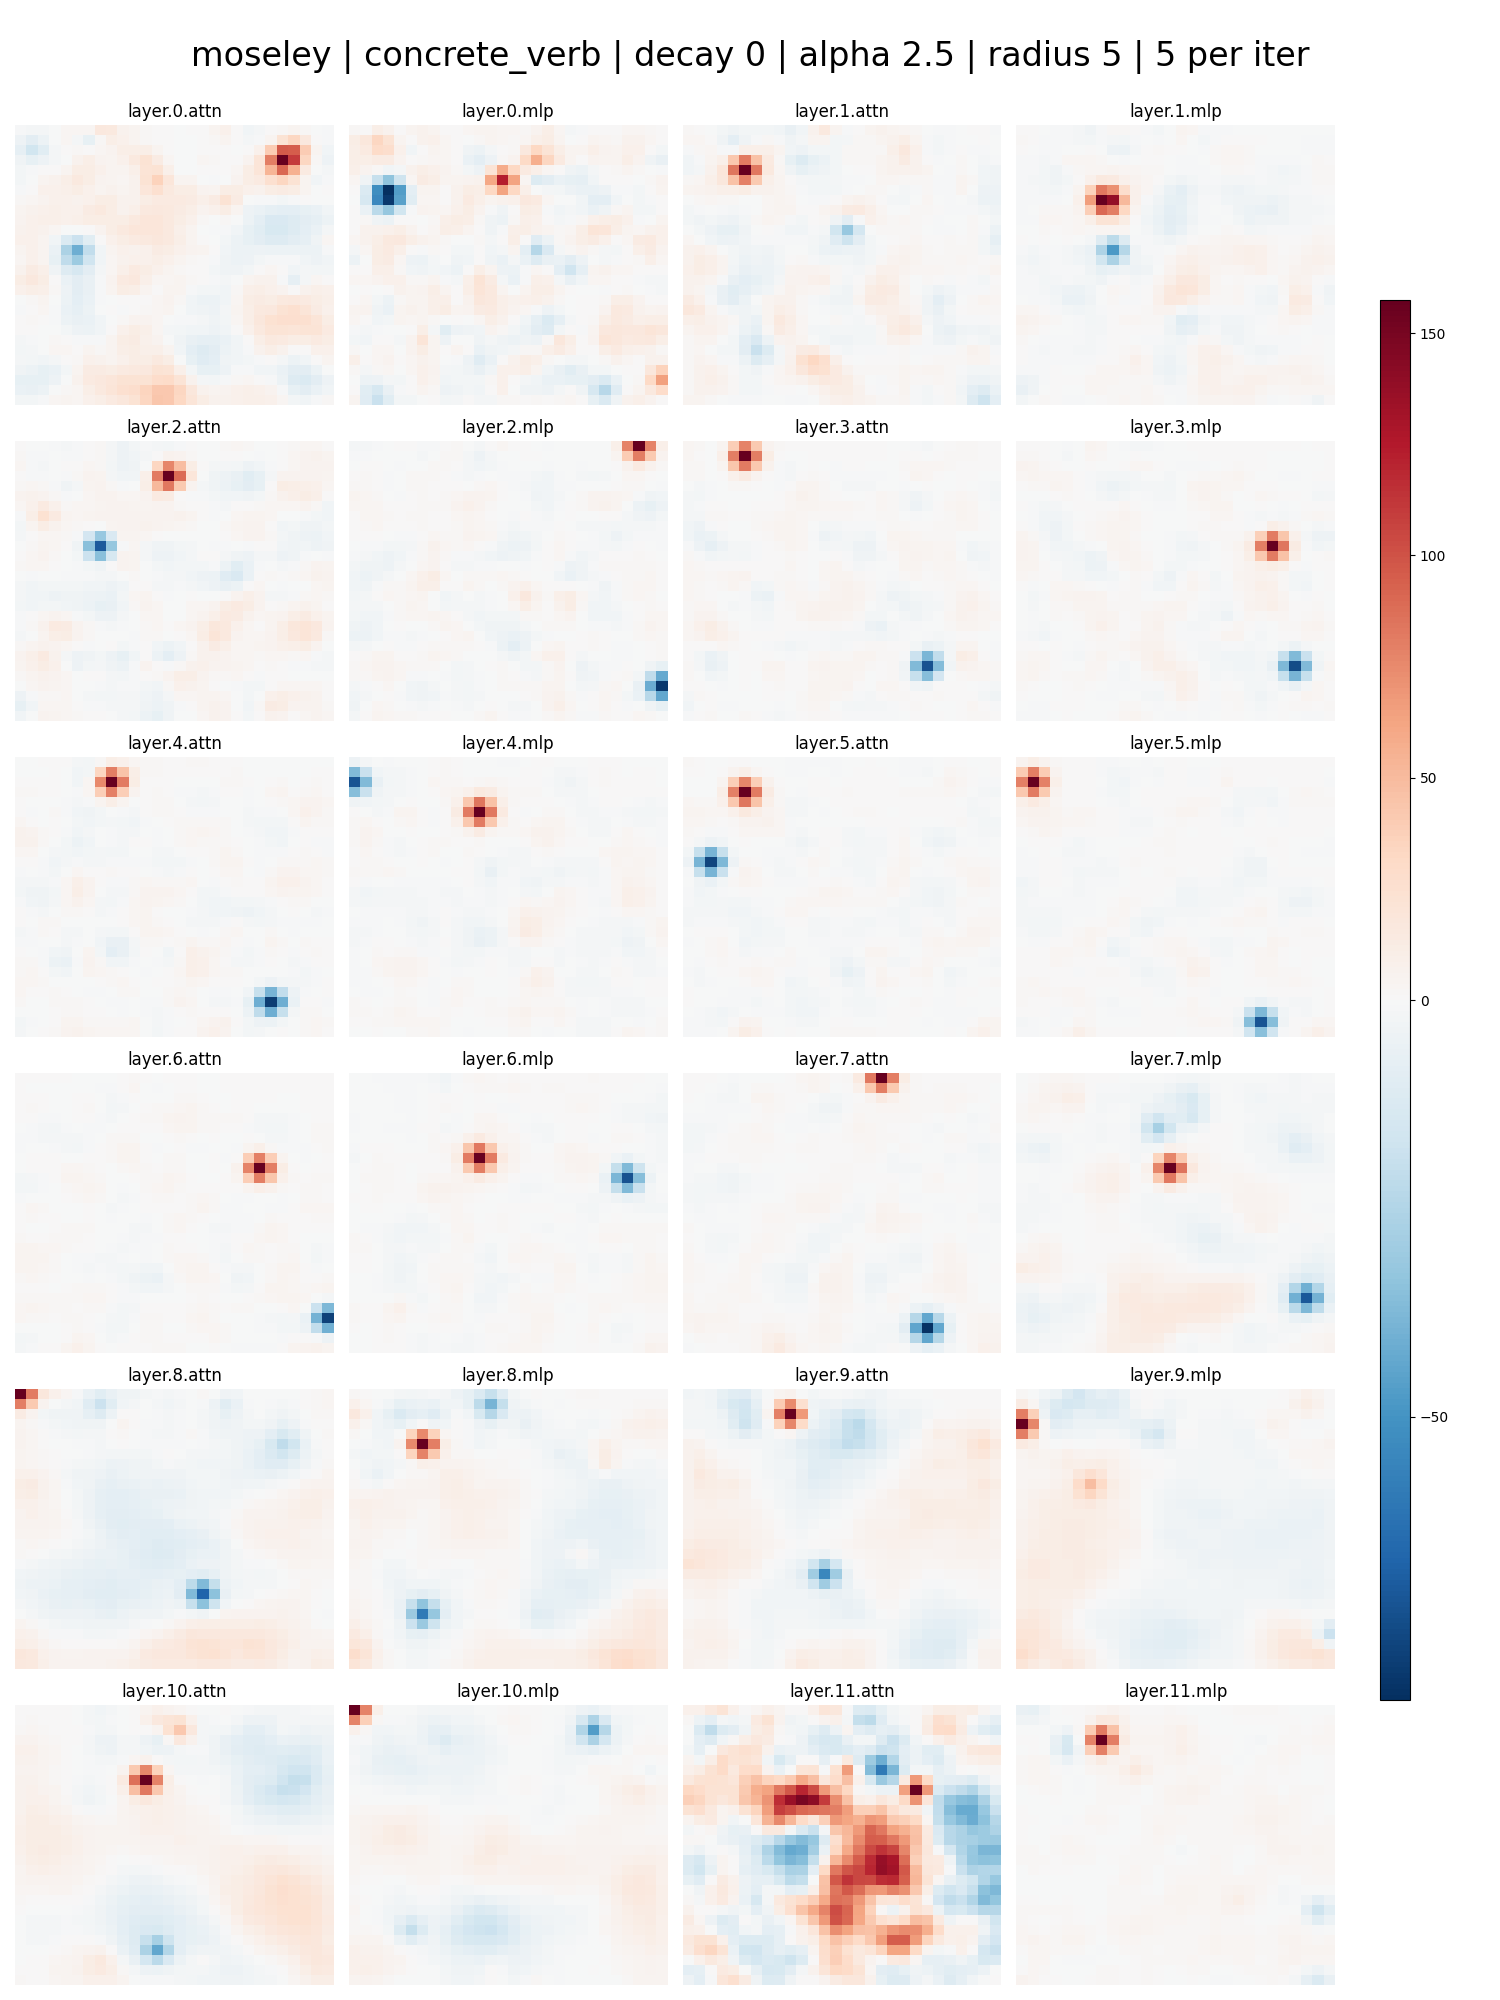 moseley | concrete_verb | decay 0 | alpha 2.5 | radius 5 | 5 per iter
layer.0.attn
layer.0.mlp
layer.1.attn
layer.1.mlp
layer.2.attn
layer.2.mlp
layer.3.attn
layer.3.mlp
layer.4.attn
layer.4.mlp
layer.5.attn
layer.5.mlp
layer.6.attn
layer.6.mlp
layer.7.attn
layer.7.mlp
layer.8.attn
layer.8.mlp
layer.9.attn
layer.9.mlp
layer.10.attn
layer.10.mlp
layer.11.attn
layer.11.mlp
150
100
50
0
−50